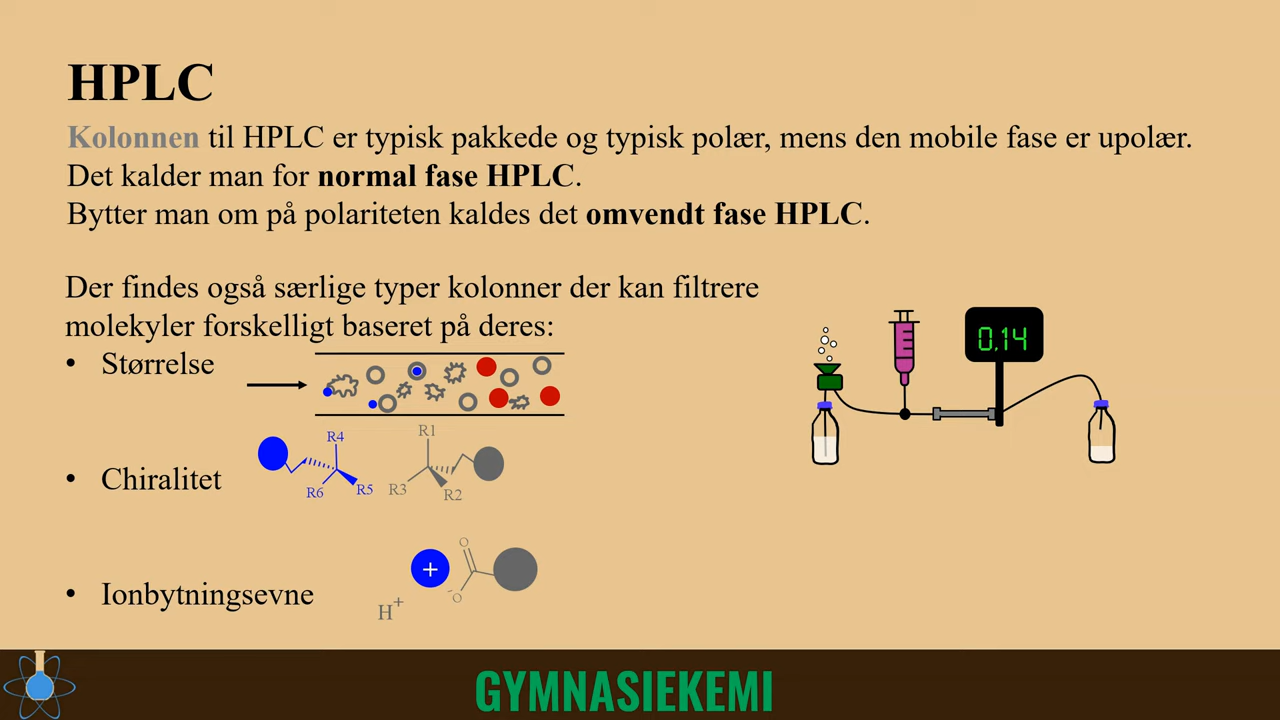 HPLC
Kolonnen til HPLC er typisk pakkede og typisk polær, mens den mobile fase er upolær.
Det kalder man for normal fase HPLC.
Bytter man om på polariteten kaldes det omvendt fase HPLC.
Der findes også særlige typer kolonner der kan filtrere
molekyler forskelligt baseret på deres:
• Størrelse
0,14
R4
R1
• Chiralitet
R6
R5
R3
R2
O
+
-
O
• Ionbytningsevne
H+
GYMNASIEKEMI